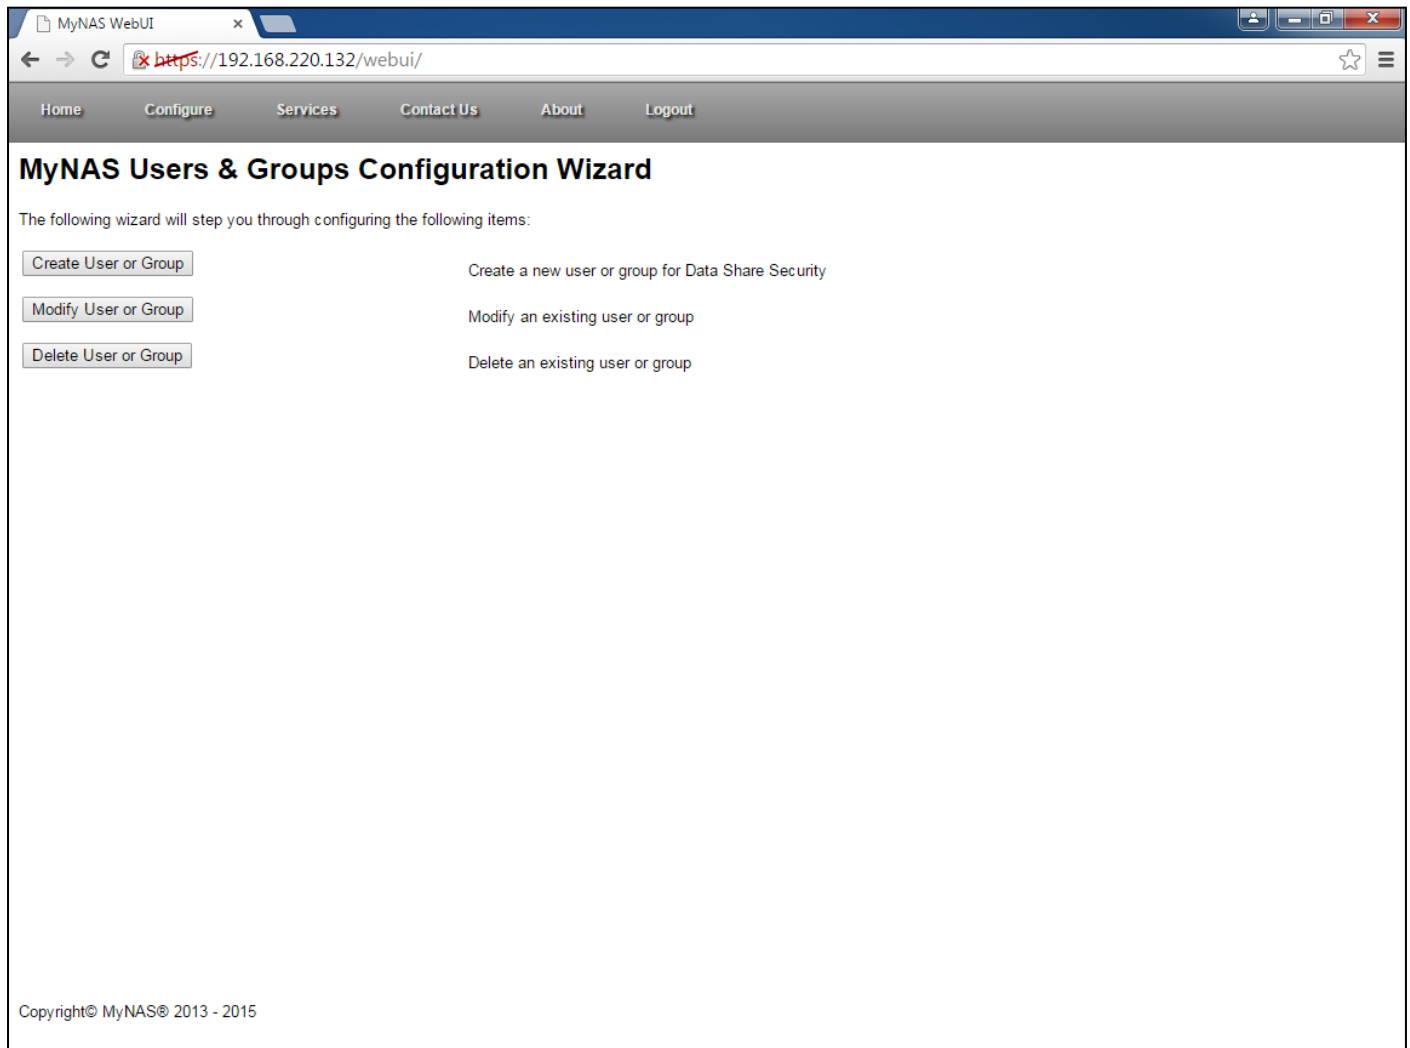 MyNAS WebUI
https://192.168.220.132/webui/
Home Configure Services Contact Us About Logout
MyNAS Users & Groups Configuration Wizard
The following wizard will step you through configuring the following items:
Create User or Group Create a new user or group for Data Share Security
Modify User or Group Modify an existing user or group
Delete User or Group Delete an existing user or group
Copyright© MyNAS® 2013 - 2015